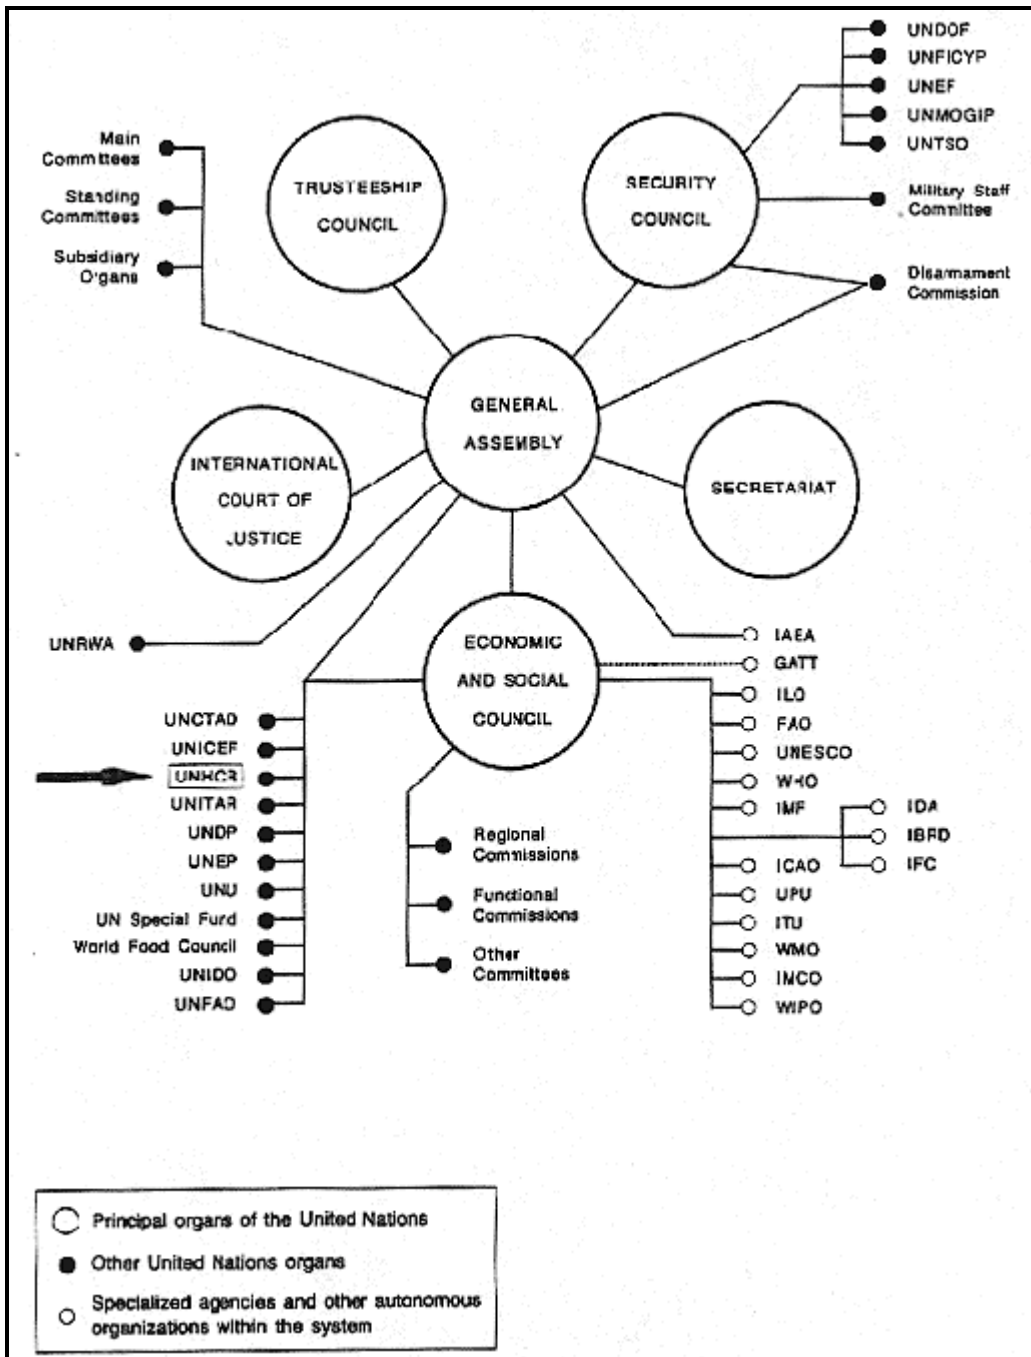 UNDOF
UNFICYP
UNEF
UNMOGIP
UNTSO
Military Staff
Committee
Disarmament
Commission
Main
Committees
Standing
Committees
Subsidiary
Organs
TRUSTEESHIP
COUNCIL
SECURITY
COUNCIL
GENERAL
ASSEMBLY
INTERNATIONAL
COURT OF
JUSTICE
SECRETARIAT
UNRWA
ECONOMIC
AND SOCIAL
COUNCIL
UNCTAD
UNICEF
UNHCR
UNITAR
UNDP
UNEP
UNU
UN Special Fund
World Food Council
UNIDO
UNFAO
Regional
Commissions
Functional
Commissions
Other
Committees
IAEA
GATT
ILO
FAO
UNESCO
WHO
IMF
IDA
IBRD
IFC
ICAO
UPU
ITU
WMO
IMCO
WIPO
Principal organs of the United Nations
Other United Nations organs
Specialized agencies and other autonomous
organizations within the system